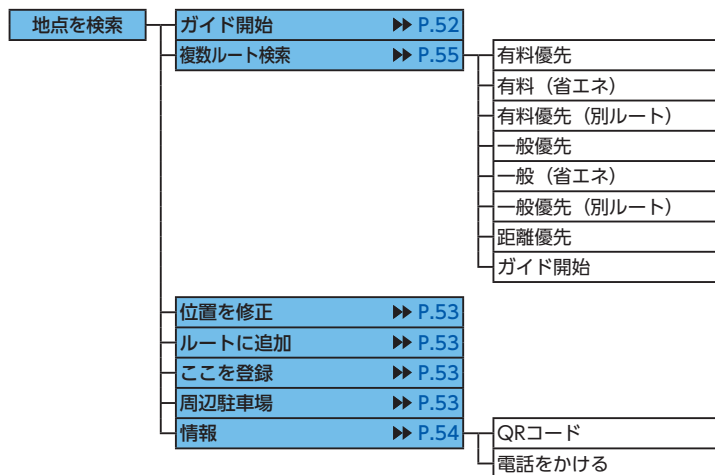 地点を検索
ガイド開始 ▶▶ P.52
複数ルート検索 ▶▶ P.55
有料優先
有料（省エネ）
有料優先（別ルート）
一般優先
一般（省エネ）
一般優先（別ルート）
距離優先
ガイド開始
位置を修正 ▶▶ P.53
ルートに追加 ▶▶ P.53
ここを登録 ▶▶ P.53
周辺駐車場 ▶▶ P.53
情報 ▶▶ P.54
QRコード
電話をかける